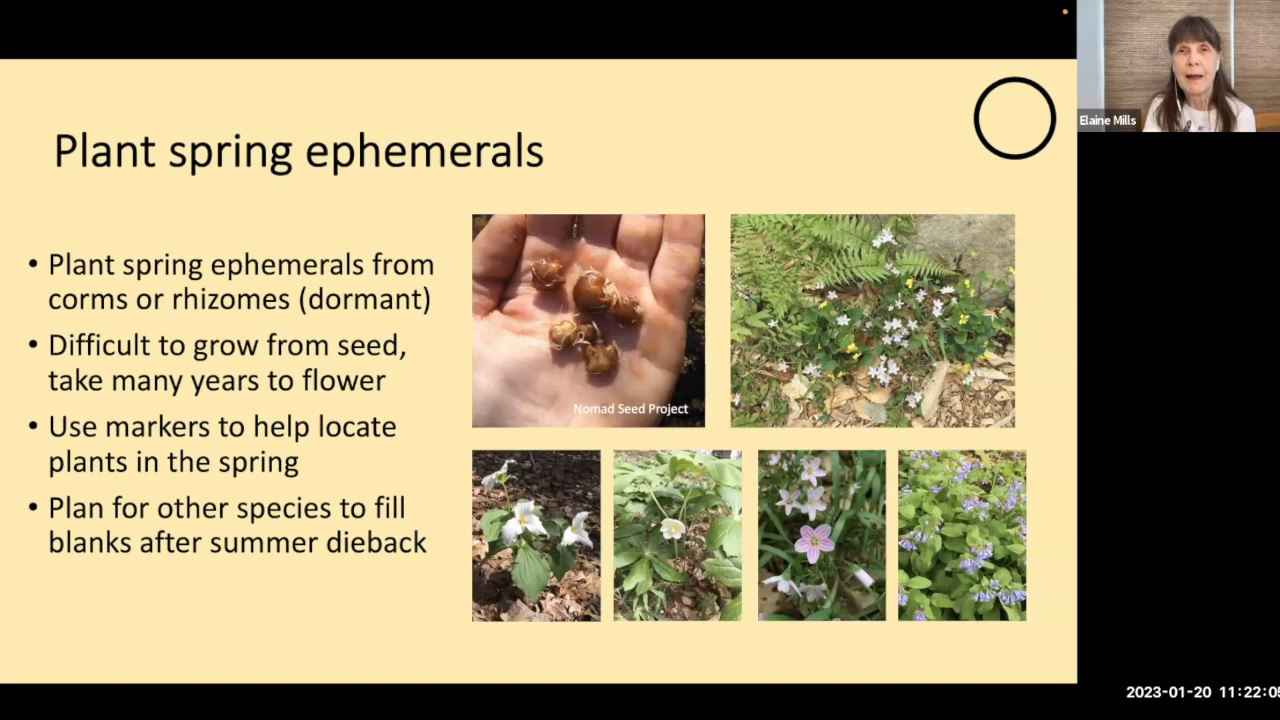 Elaine Mills
Plant spring ephemerals
• Plant spring ephemerals from
corms or rhizomes (dormant)
• Difficult to grow from seed,
take many years to flower
• Use markers to help locate
plants in the spring
• Plan for other species to fill
blanks after summer dieback
Nomad Seed Project
2023-01-20 11:22:05